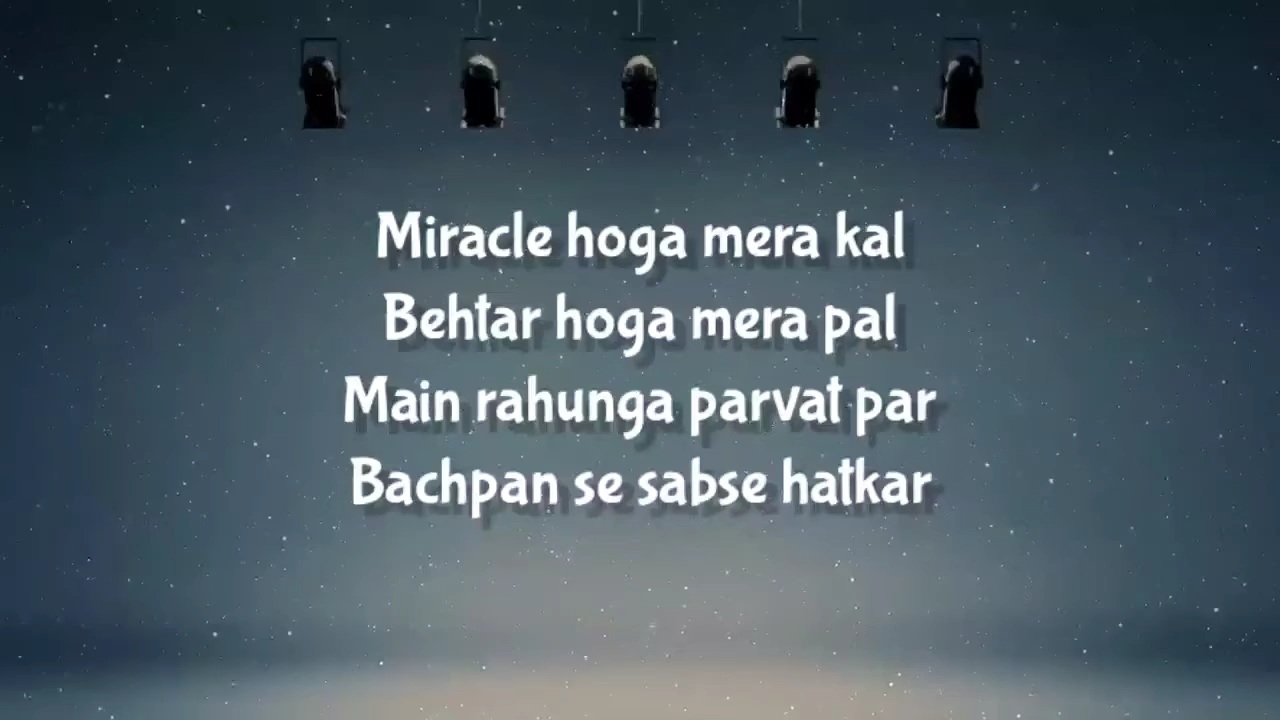 Miracle hoga mera kal
Behtar hoga mera pal
Main rahunga parvat par
Bachpan se sabse hatkar